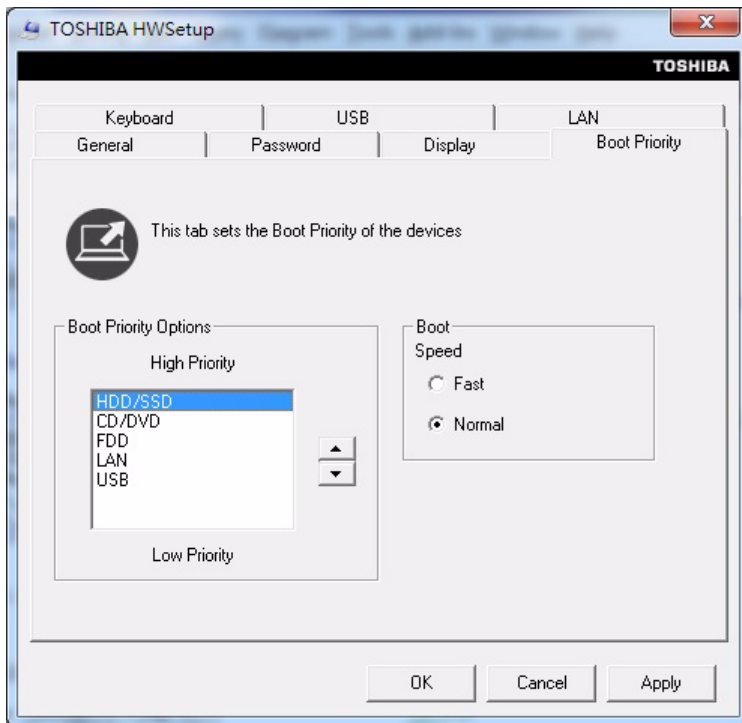 TOSHIBA HWSetup
TOSHIBA
Keyboard USB LAN
General Password Display Boot Priority
This tab sets the Boot Priority of the devices
Boot Priority Options
High Priority
HDD/SSD
CD/DVD
FDD
LAN
USB
Low Priority
Boot
Speed
Fast
Normal
OK Cancel Apply